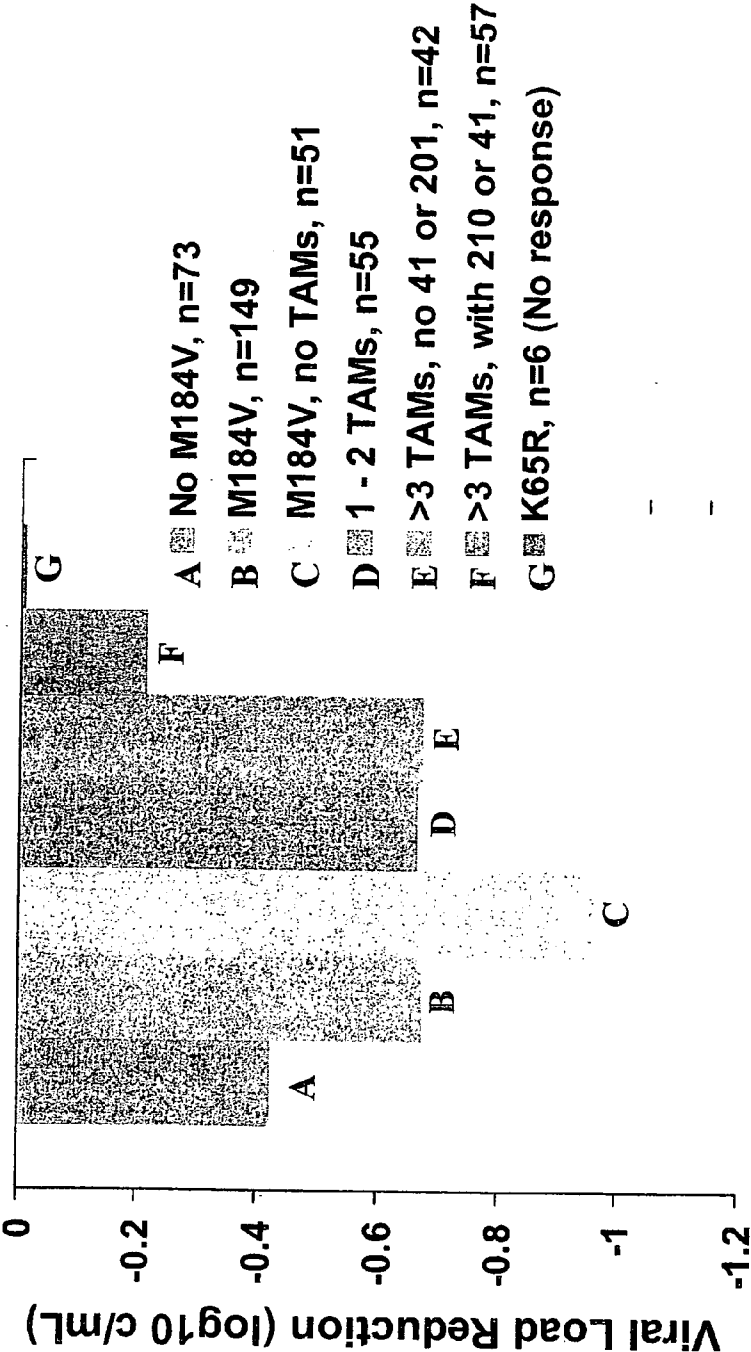 Viral Load Reduction (log10 c/mL)
0
-0.2
-0.4
-0.6
-0.8
-1
-1.2
A
B
C
D
E
F
G
A No M184V, n=73
B M184V, n=149
C M184V, no TAMs, n=51
D 1 - 2 TAMs, n=55
E >3 TAMs, no 41 or 201, n=42
F >3 TAMs, with 210 or 41, n=57
G K65R, n=6 (No response)